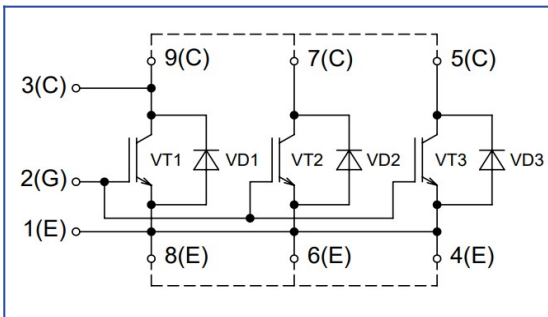 9(C) 7(C) 5(C)
3(C)
VT1 VD1 VT2 VD2 VT3 VD3
2(G)
1(E)
8(E) 6(E) 4(E)